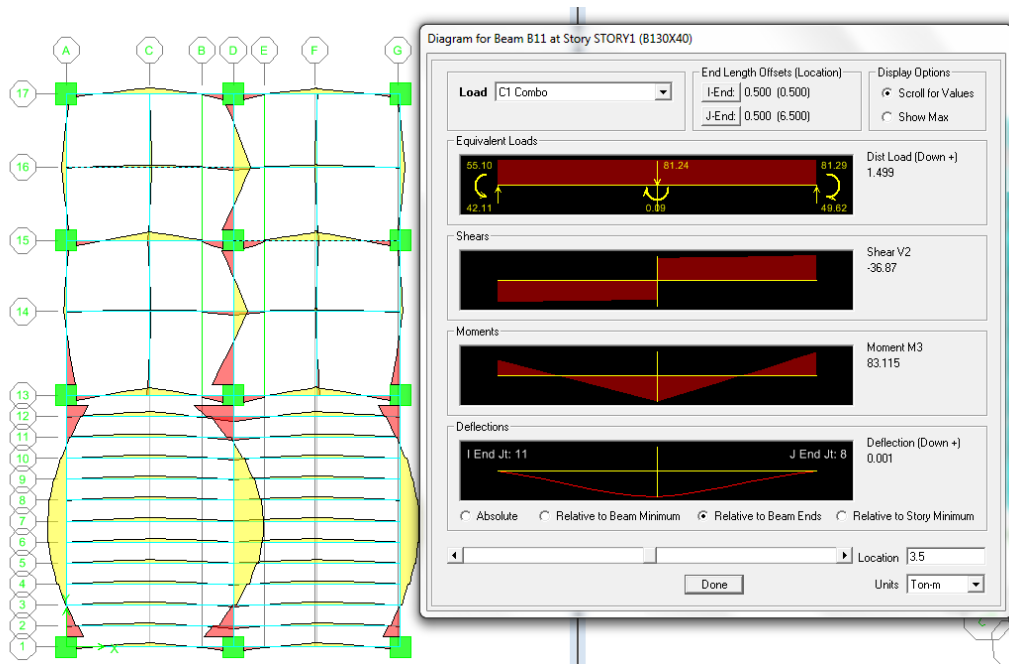 A C B D E F G
17
16
15
14
13
12
11
10
9
8
7
6
5
4
3
2
1
X
Diagram for Beam B11 at Story STORY1 (B130X40)
Load C1 Combo
End Length Offsets (Location)
I-End: 0.500 (0.500)
J-End: 0.500 (6.500)
Display Options
Scroll for Values
Show Max
Equivalent Loads
55.10 81.24 81.29
42.11 0.09 49.62
Dist Load (Down +)
1.499
Shears
Shear V2
-36.87
Moments
Moment M3
83.115
Deflections
I End Jt: 11 J End Jt: 8
Deflection (Down +)
0.001
Absolute Relative to Beam Minimum Relative to Beam Ends Relative to Story Minimum
Location 3.5
Done
Units Ton-m
C